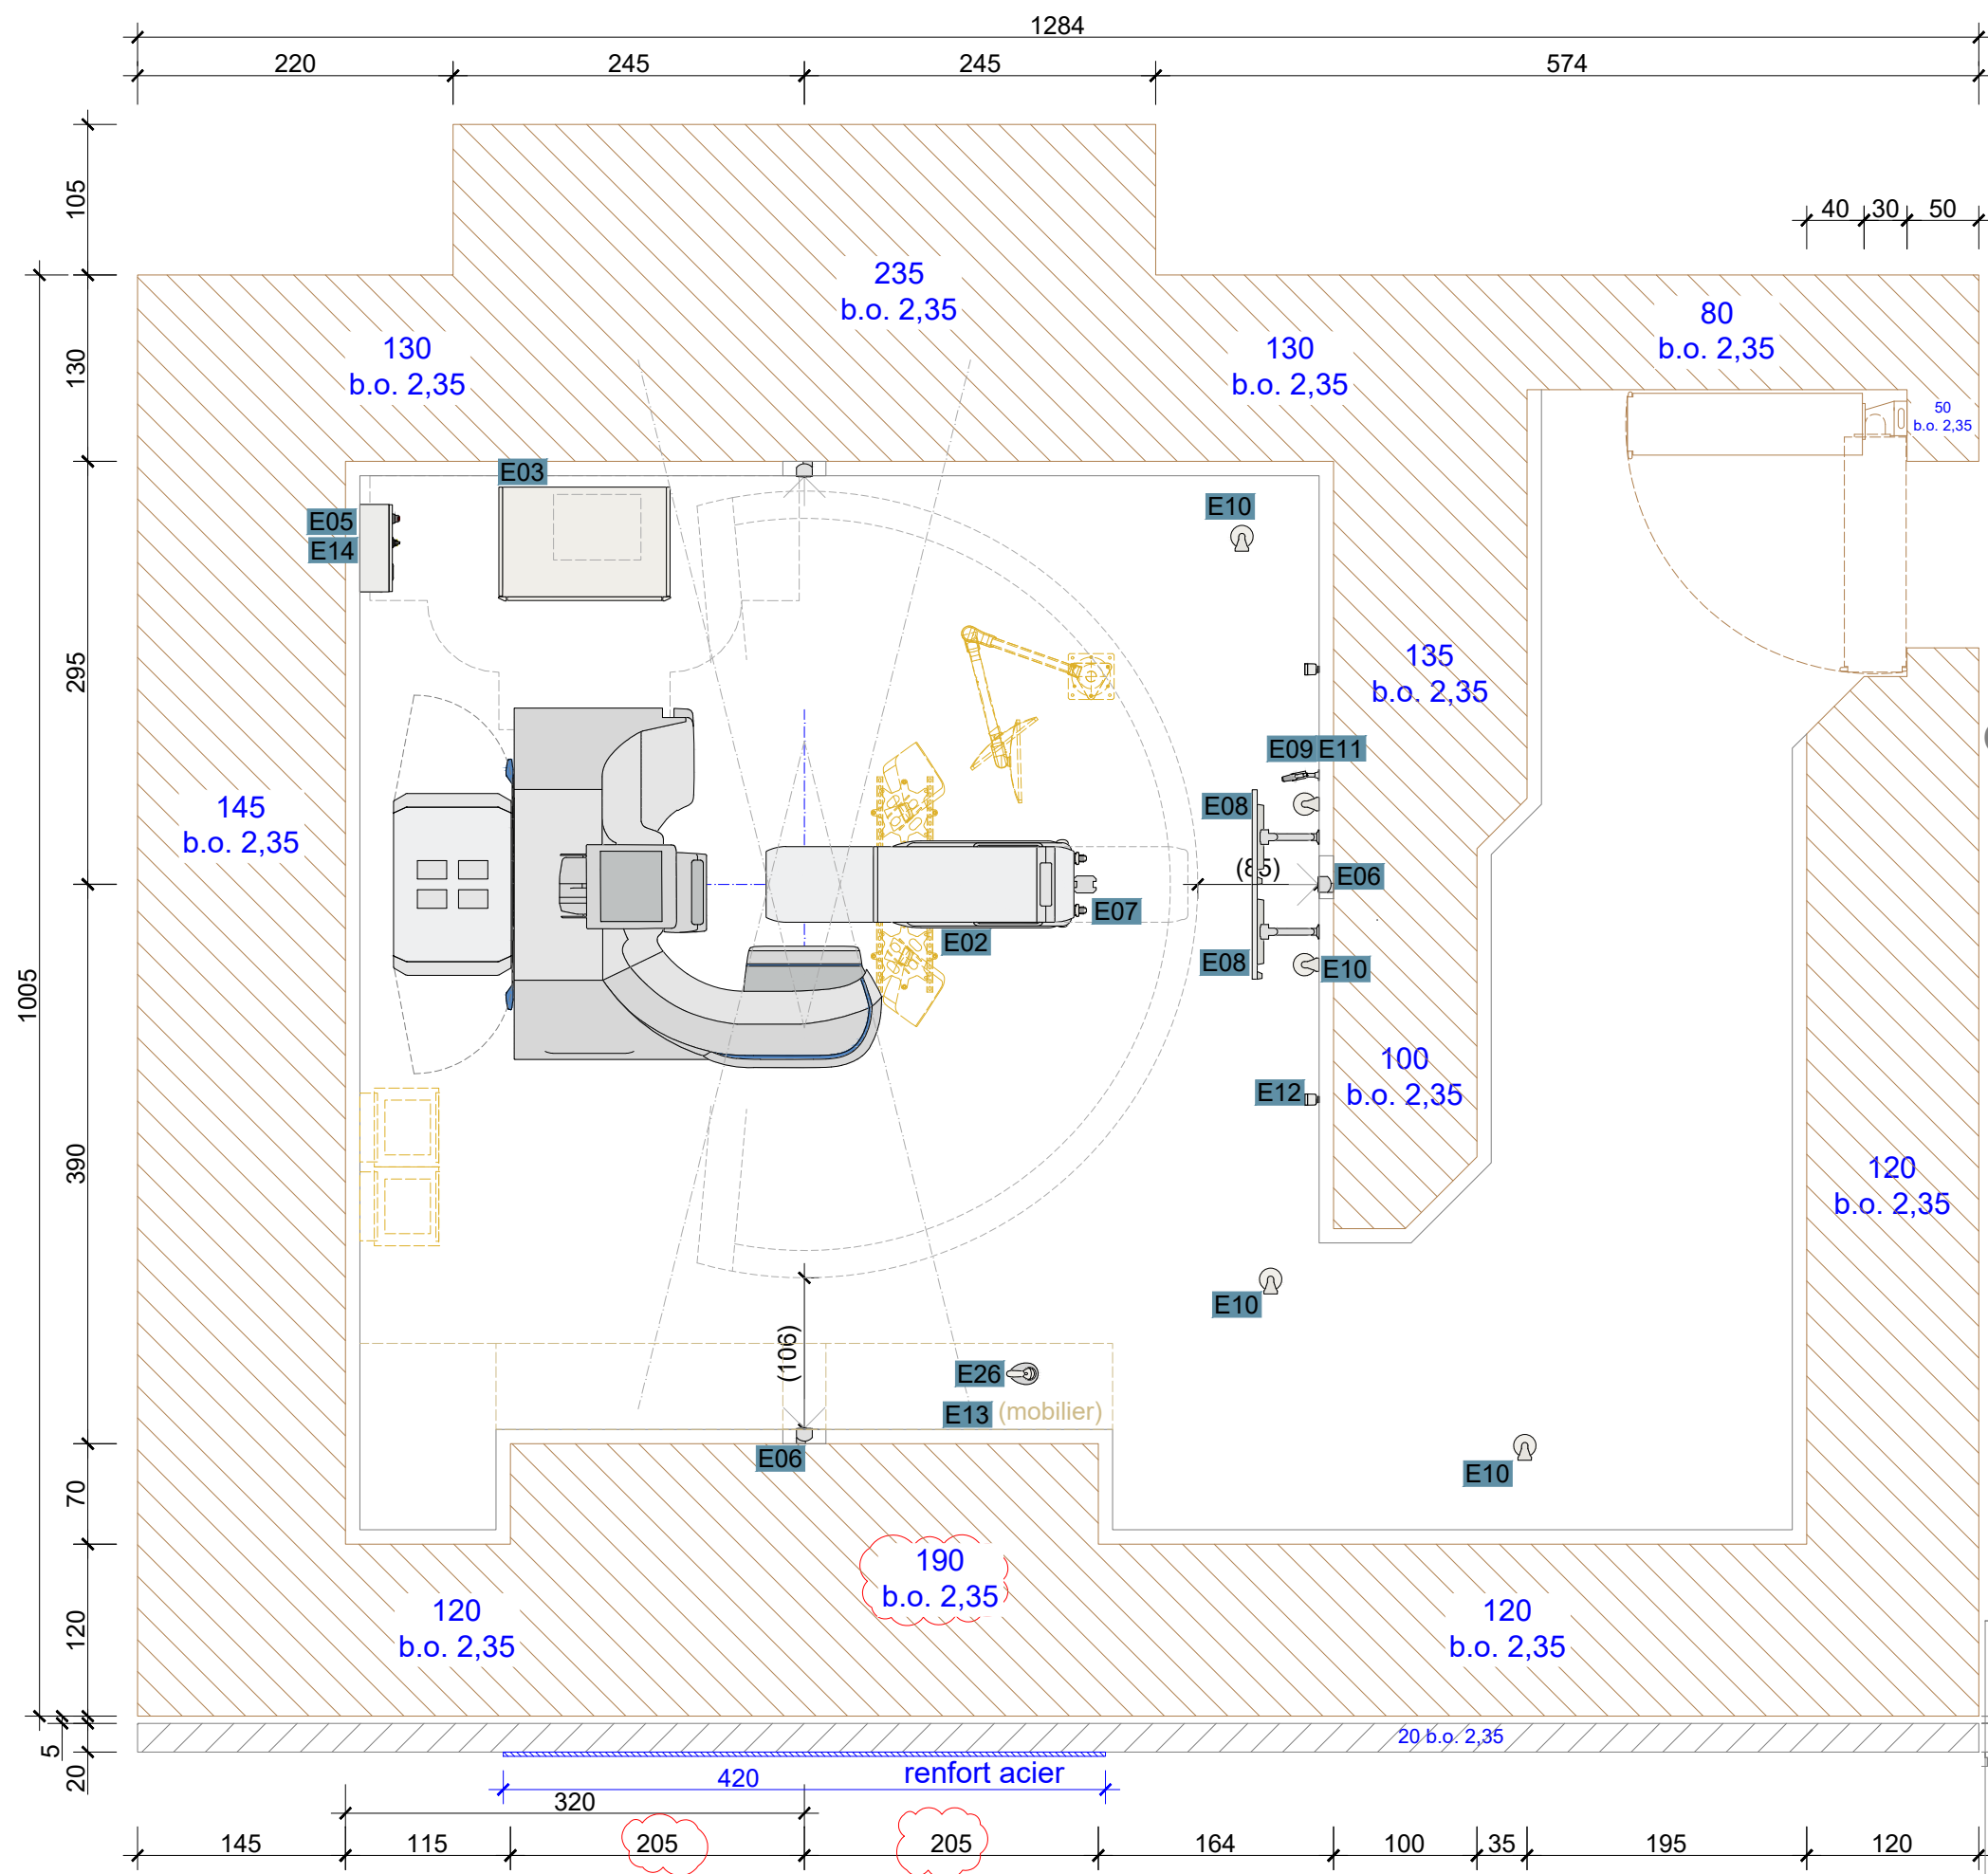 1284
220
245
245
574
105
40
30
50
235
b.o. 2,35
80
b.o. 2,35
130
b.o. 2,35
130
b.o. 2,35
130
50
b.o. 2,35
E03
E10
E05
E14
295
135
b.o. 2,35
E09
E11
145
b.o. 2,35
E08
(85)
E06
E07
E02
E08
E10
1005
100
b.o. 2,35
E12
390
120
b.o. 2,35
E10
(106)
E26
E13
(mobilier)
E06
E10
70
190
b.o. 2,35
120
120
b.o. 2,35
120
b.o. 2,35
20 b.o. 2,35
5
20
renfort acier
420
320
145
115
205
205
164
100
35
195
120